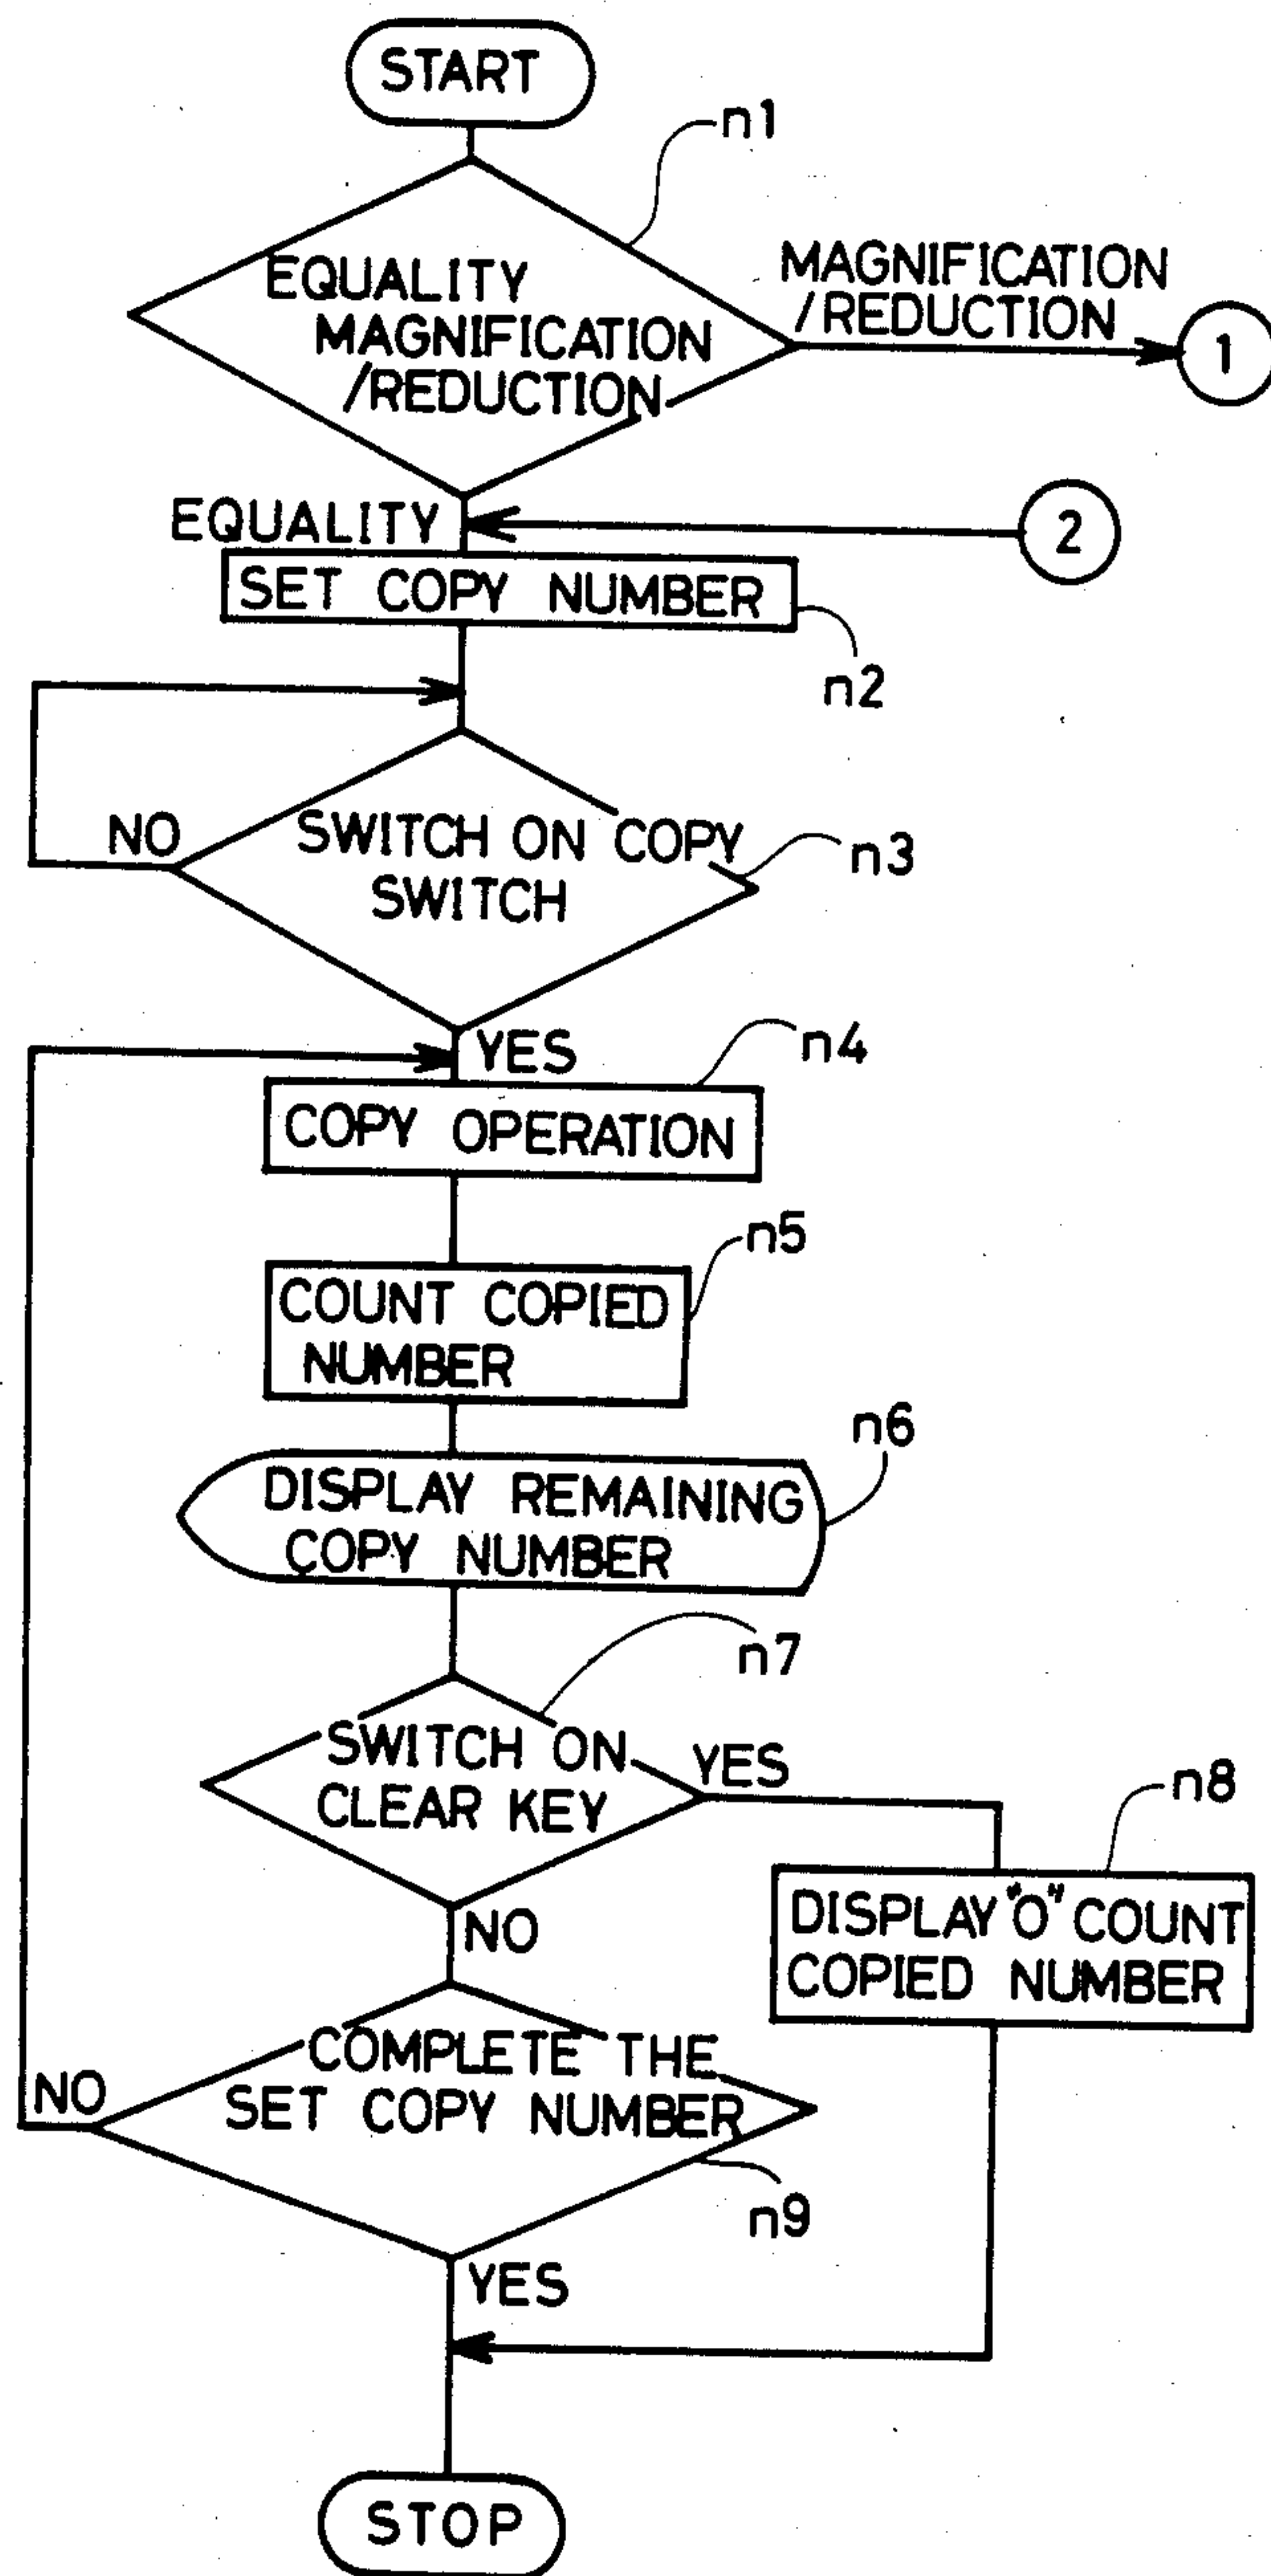 START
n1
EQUALITY
MAGNIFICATION
/REDUCTION
MAGNIFICATION
/REDUCTION
1
EQUALITY
2
SET COPY NUMBER
n2
NO
SWITCH ON COPY
SWITCH
n3
YES
n4
COPY OPERATION
n5
COUNT COPIED
NUMBER
n6
DISPLAY REMAINING
COPY NUMBER
n7
SWITCH ON
CLEAR KEY
YES
n8
NO
DISPLAY "0" COUNT
COPIED NUMBER
COMPLETE THE
SET COPY NUMBER
NO
n9
YES
STOP